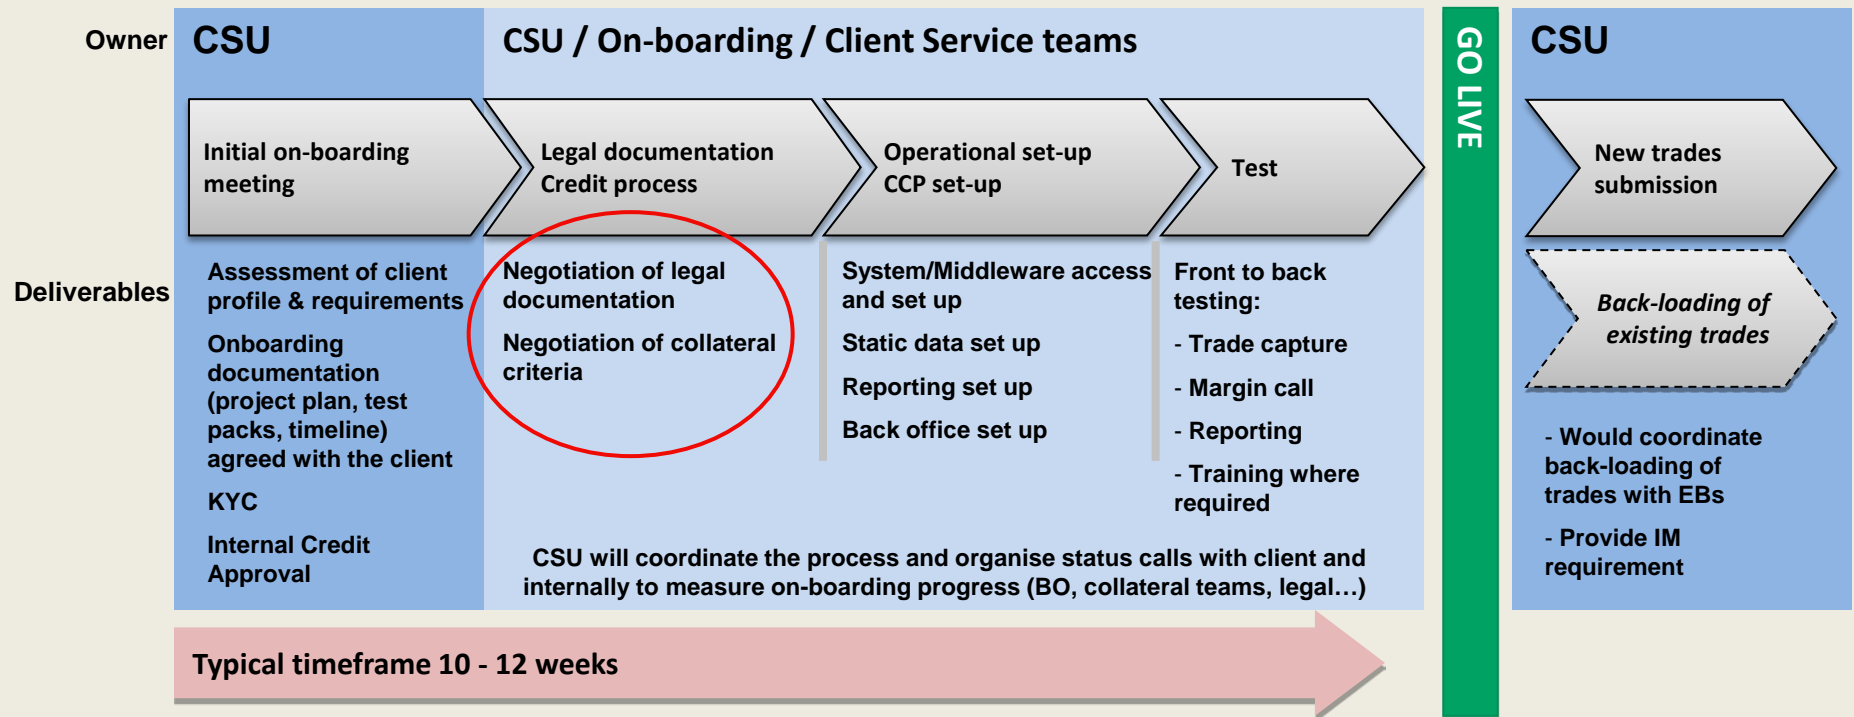 Owner
CSU
CSU / On-boarding / Client Service teams
GO LIVE
CSU
Initial on-boarding
meeting
Legal documentation
Credit process
Operational set-up
CCP set-up
Test
New trades
submission
Deliverables
Assessment of client
profile & requirements
Onboarding
documentation
(project plan, test
packs, timeline)
agreed with the client
KYC
Internal Credit
Approval
Negotiation of legal
documentation
Negotiation of collateral
criteria
System/Middleware access
and set up
Static data set up
Reporting set up
Back office set up
Front to back
testing:
- Trade capture
- Margin call
- Reporting
- Training where
required
CSU will coordinate the process and organise status calls with client and
internally to measure on-boarding progress (BO, collateral teams, legal…)
Back-loading of
existing trades
- Would coordinate
back-loading of
trades with EBs
- Provide IM
requirement
Typical timeframe 10 - 12 weeks